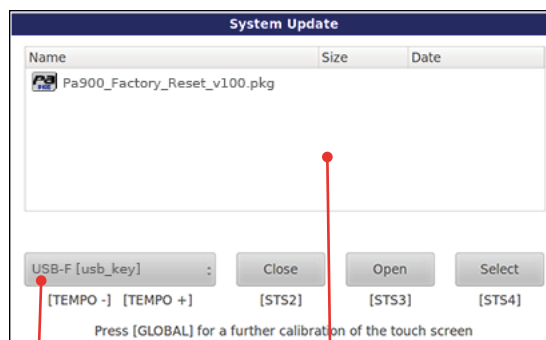 System Update
Name Size Date
Pa900_Factory_Reset_v100.pkg
USB-F [usb_key] : Close Open Select
[TEMPO -] [TEMPO +] [STS2] [STS3] [STS4]
Press [GLOBAL] for a further calibration of the touch screen